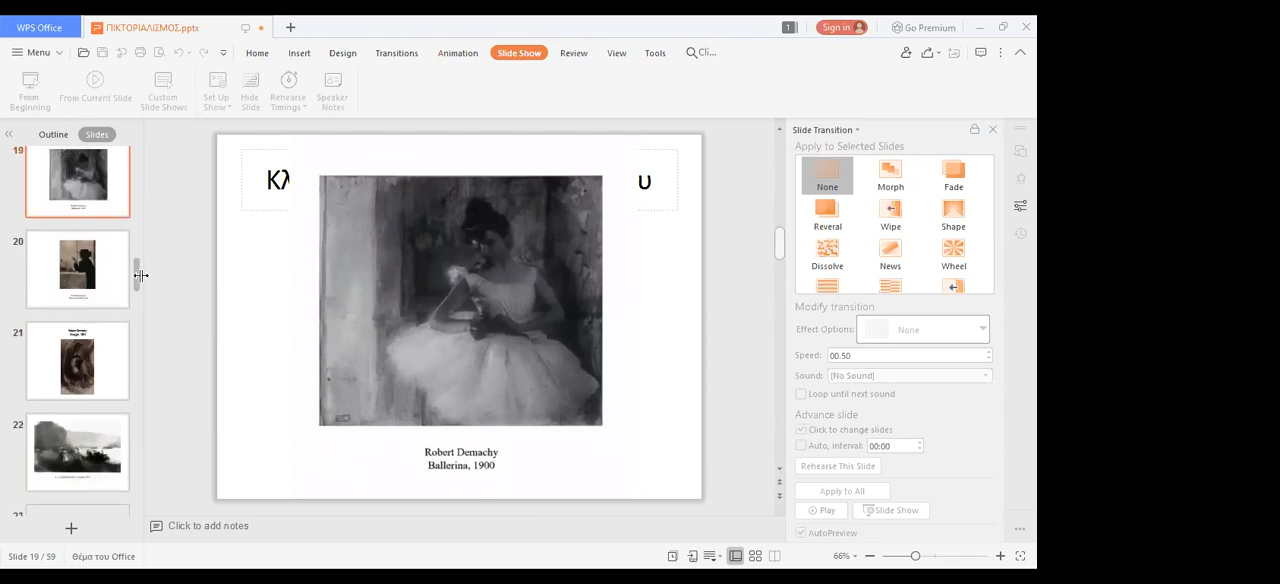 WPS Office
ΠΙΚΤΟΡΙΑΛΙΣΜΟΣ.pptx
1
Sign in
Go Premium
Menu
Home
Insert
Design
Transitions
Animation
Slide Show
Review
View
Tools
Cli...
From Beginning
From Current Slide
Custom Slide Shows
Set Up Show
Hide Slide
Rehearse Timings
Speaker Notes
Outline
Slides
19
20
21
22
Κλ
υ
Robert Demachy
Ballerina, 1900
Click to add notes
Slide Transition
Apply to Selected Slides
None
Morph
Fade
Reveral
Wipe
Shape
Dissolve
News
Wheel
Modify transition
Effect Options:
None
Speed:
00.50
Sound:
[No Sound]
Loop until next sound
Advance slide
Click to change slides
Auto, interval:
00:00
Rehearse This Slide
Apply to All
Play
Slide Show
AutoPreview
Slide 19 / 59
Θέμα του Office
66%